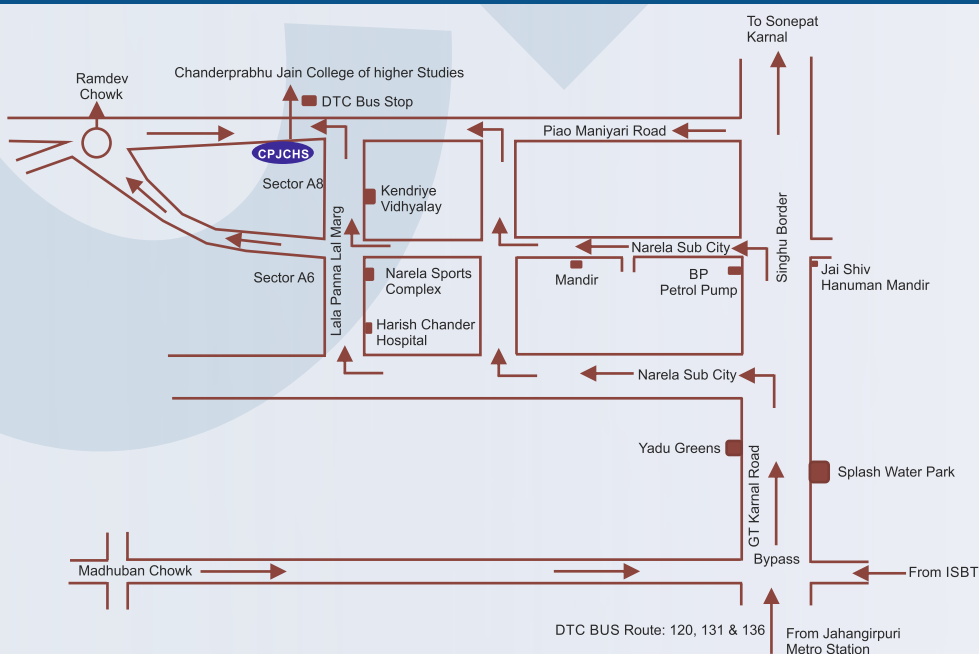 To Sonepat
Karnal
Ramdev
Chowk
Chanderprabhu Jain College of higher Studies
DTC Bus Stop
Piao Maniyari Road
CPJCHS
Sector A8
Kendriye
Vidhyalay
Lala Panna Lal Marg
Singhu Border
Narela Sub City
Sector A6
Narela Sports
Complex
Mandir
BP
Petrol Pump
Jai Shiv
Hanuman Mandir
Harish Chander
Hospital
Narela Sub City
Yadu Greens
GT Karnal Road
Splash Water Park
Bypass
Madhuban Chowk
From ISBT
DTC BUS Route: 120, 131 & 136
From Jahangirpuri
Metro Station